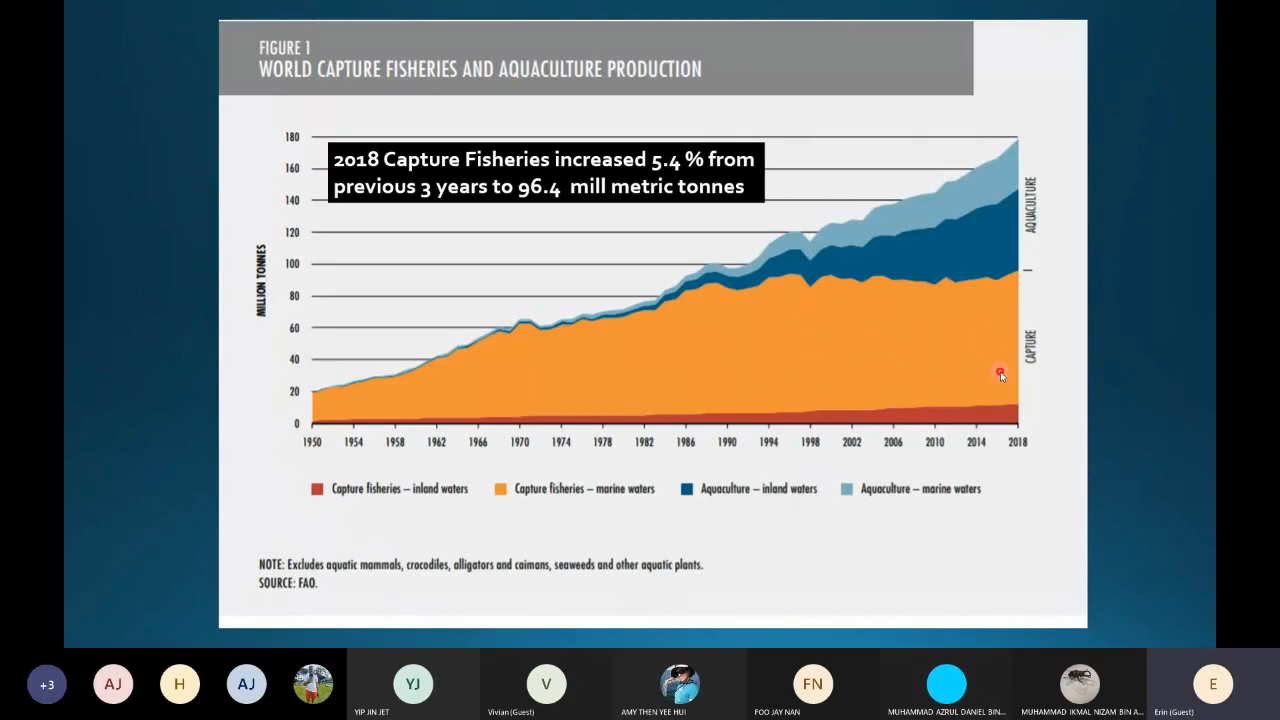 FIGURE 1
WORLD CAPTURE FISHERIES AND AQUACULTURE PRODUCTION
180
160
140
120
100
80
60
40
20
0
MILLION TONNES
2018 Capture Fisheries increased 5.4 % from
previous 3 years to 96.4 mill metric tonnes
AQUACULTURE
CAPTURE
1950 1954 1958 1962 1966 1970 1974 1978 1982 1986 1990 1994 1998 2002 2006 2010 2014 2018
Capture fisheries – inland waters Capture fisheries – marine waters Aquaculture – inland waters Aquaculture – marine waters
NOTE: Excludes aquatic mammals, crocodiles, alligators and caimans, seaweeds and other aquatic plants.
SOURCE: FAO.
+3 AJ H AJ YJ V FN E
YIP JIN JET Vivian (Guest) AMY THEN YEE HUI FOO JAY NAN MUHAMMAD AZRUL DANIEL BIN... MUHAMMAD IKMAL NIZAM BIN A... Erin (Guest)